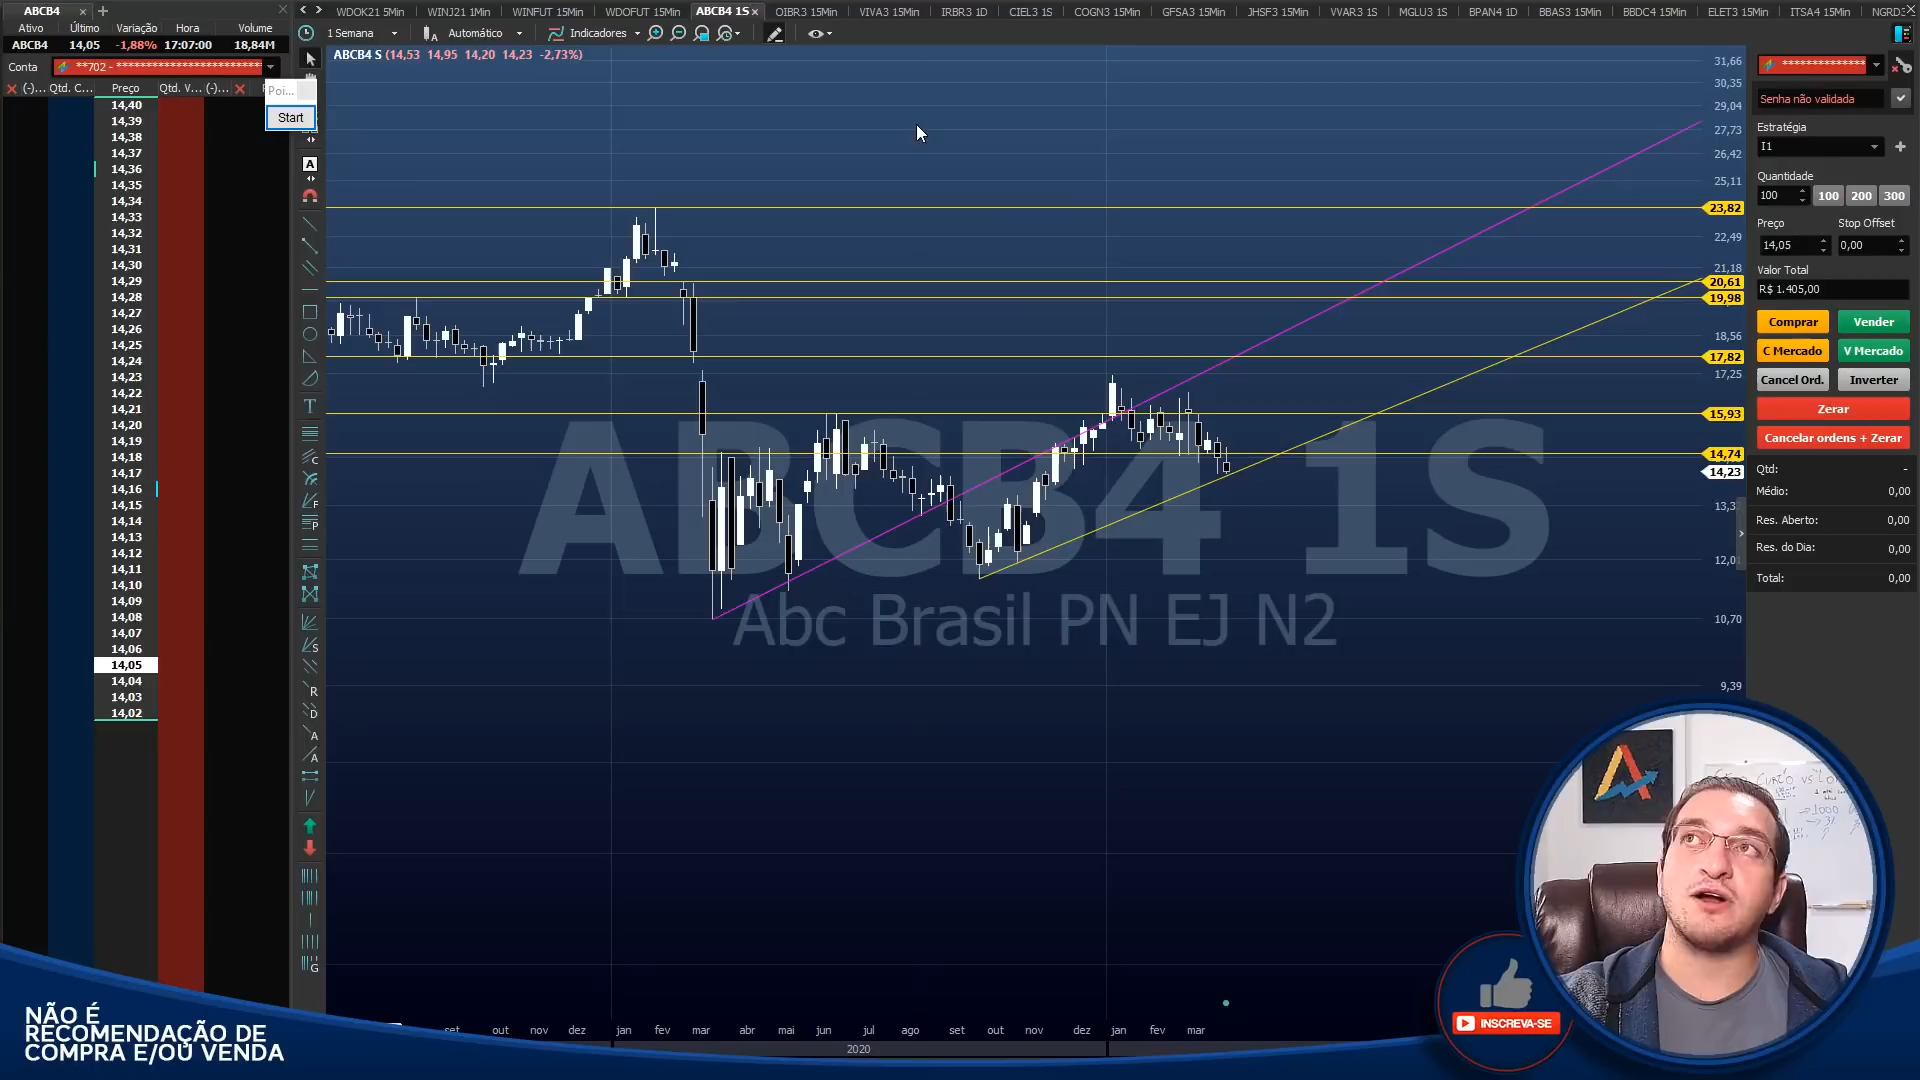 ABCB4
WDOK21 5Min WINJ21 1Min WINFUT 15Min WDOFUT 15Min ABCB4 1S OIBR3 15Min VIVA3 15Min IRBR3 1D CIEL3 1S COGN3 15Min GFSA3 15Min JHSF3 15Min VVAR3 15Min MGLU3 1S BPAN4 1D BBAS3 15Min BBDC4 15Min ELET3 15Min ITSA4 15Min NGRD3
Ativo Último Variação Hora Volume
ABCB4 14,05 -1,88% 17:07:00 18,84M
1 Semana Automático Indicadores
ABCB4 S (14,53 14,95 14,20 14,23 -2,73%)
Conta **702 - **************************
(-)... Qtd. C... Preço Qtd. V... (-)...
Poi...
Start
14,40
14,39
14,38
14,37
14,36
14,35
14,34
14,33
14,32
14,31
14,30
14,29
14,28
14,27
14,26
14,25
14,24
14,23
14,22
14,21
14,20
14,19
14,18
14,17
14,16
14,15
14,14
14,13
14,12
14,11
14,10
14,09
14,08
14,07
14,06
14,05
14,04
14,03
14,02
31,66
30,35
29,04
27,73
26,42
25,11
23,82
22,49
21,18
20,61
19,98
18,56
17,82
17,25
15,93
14,74
14,23
12,01
10,70
9,39
ABCB4 1S
Abc Brasil PN EJ N2
set out nov dez jan fev mar abr mai jun jul ago set out nov dez jan fev mar
2020
Senha não validada
Estratégia
I1
Quantidade
100 100 200 300
Preço Stop Offset
14,05 0,00
Valor Total
R$ 1.405,00
Comprar Vender
C Mercado V Mercado
Cancel Ord. Inverter
Zerar
Cancelar ordens + Zerar
Qtd: -
Médio: 0,00
Res. Aberto: 0,00
Res. do Dia: 0,00
Total: 0,00
NÃO É
RECOMENDAÇÃO DE
COMPRA E/OU VENDA
INSCREVA-SE